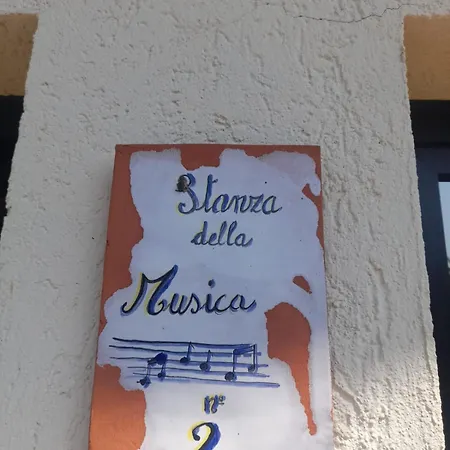 Stanza
della
Musica
n°
2